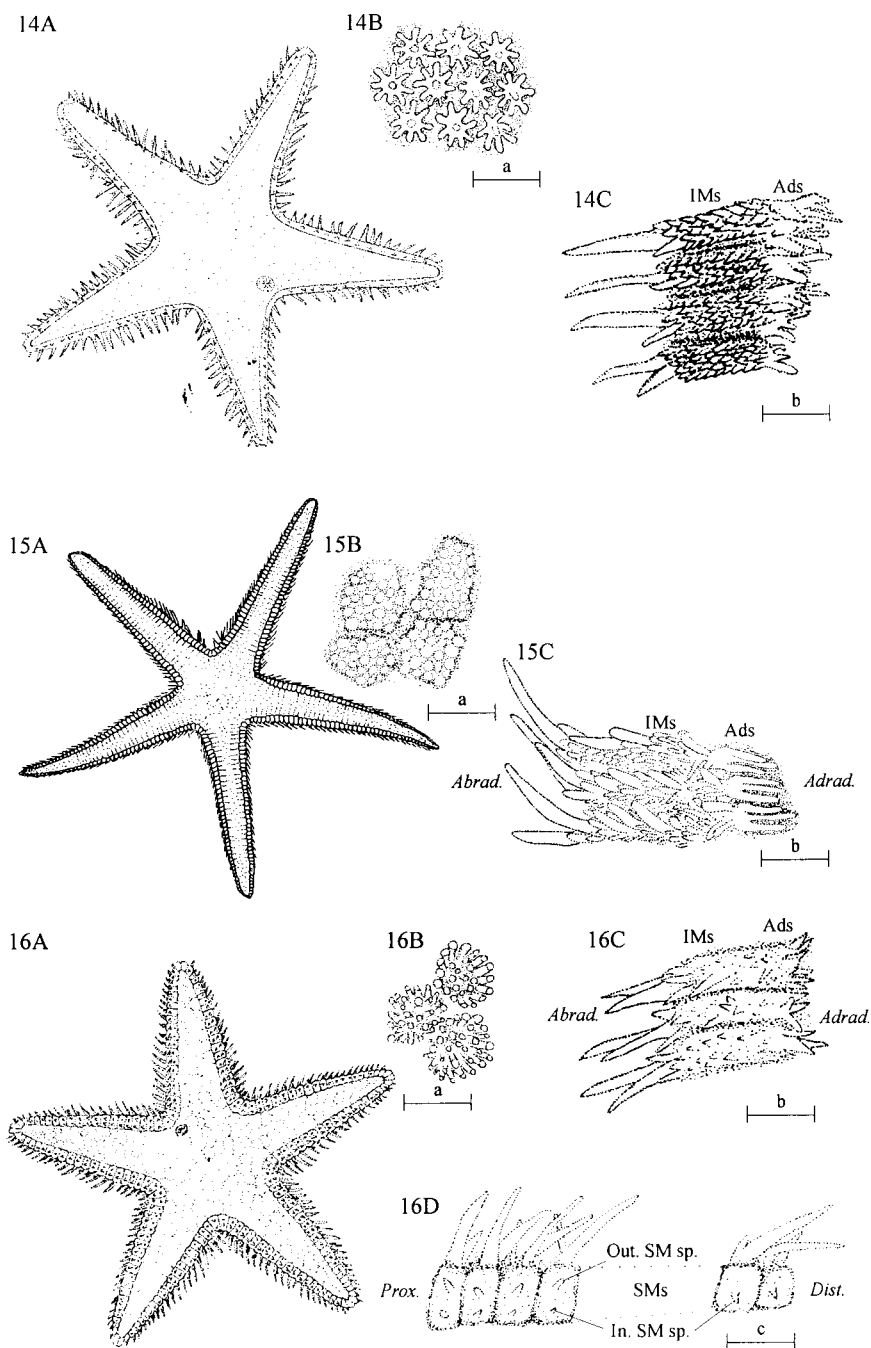 14A
14B
a
14C
IMs
Ads
b
15A
15B
a
15C
IMs
Ads
Abrad.
Adrad.
b
16A
16B
a
16C
IMs
Ads
Abrad.
Adrad.
b
16D
Out. SM sp.
Prox.
SMs
Dist.
In. SM sp.
c